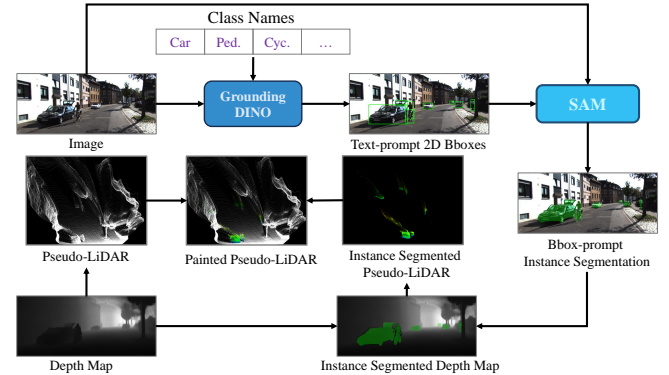 Class Names
Car Ped. Cyc. ...
Grounding
DINO
SAM
Image
Text-prompt 2D Bboxes
Bbox-prompt
Instance Segmentation
Pseudo-LiDAR
Painted Pseudo-LiDAR
Instance Segmented
Pseudo-LiDAR
Depth Map
Instance Segmented Depth Map